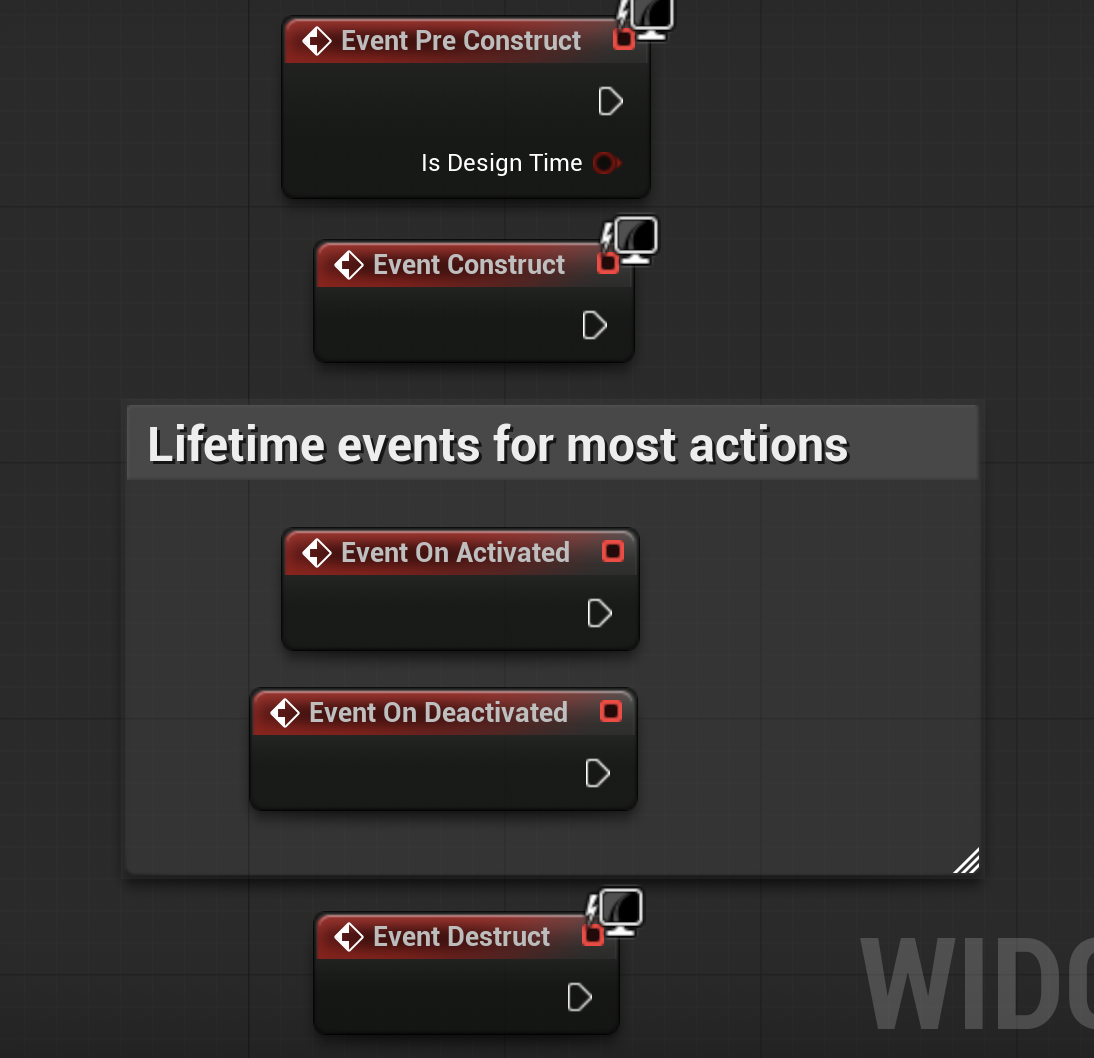 Event Pre Construct
Is Design Time
Event Construct
Lifetime events for most actions
Event On Activated
Event On Deactivated
Event Destruct